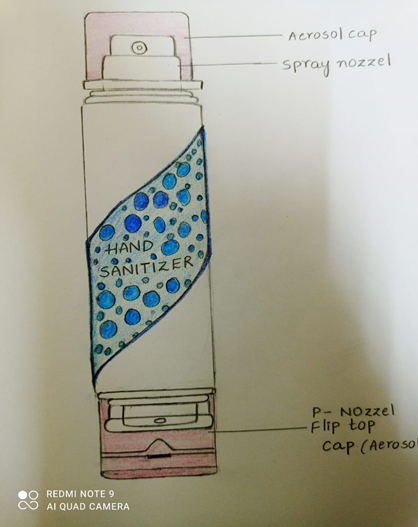 Aerosol cap
Spray nozzel
HAND
SANITIZER
P- NOZZEL
Flip top
Cap (Aerosol
REDMI NOTE 9
AI QUAD CAMERA